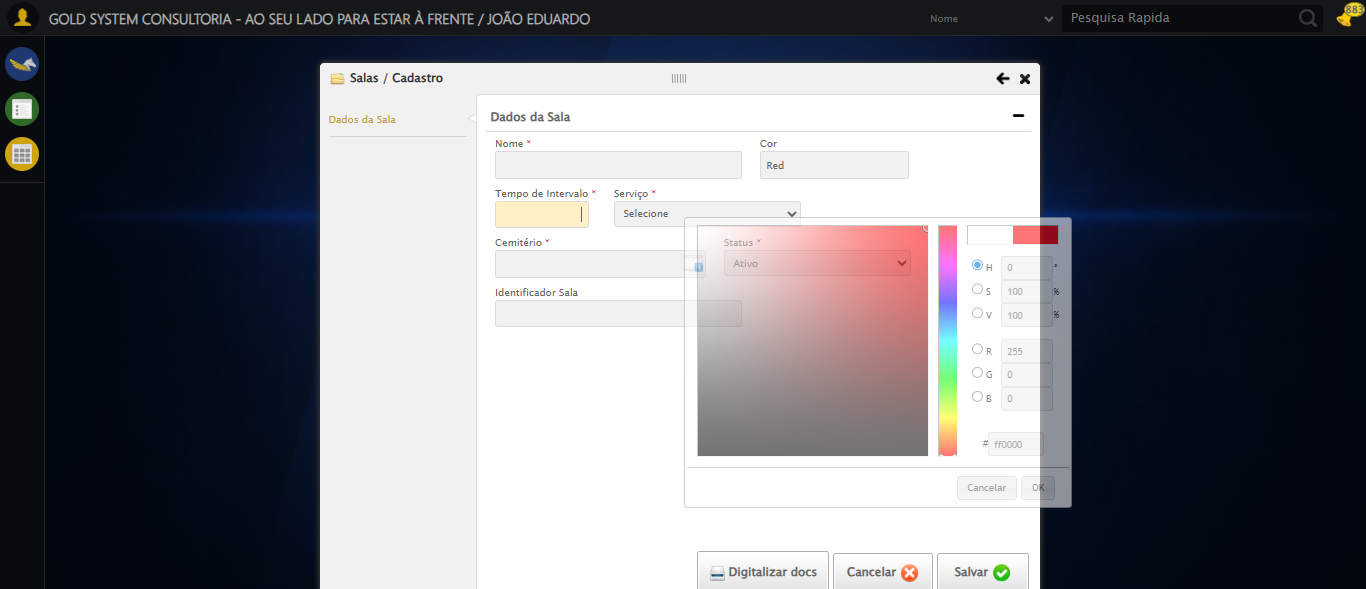 GOLD SYSTEM CONSULTORIA - AO SEU LADO PARA ESTAR À FRENTE / JOÃO EDUARDO
Nome
Pesquisa Rapida
883
Salas / Cadastro
Dados da Sala
Dados da Sala
Nome *
Cor
Red
Tempo de Intervalo *
Serviço *
Selecione
Cemitério *
Status *
Ativo
Identificador Sala
H 0 °
S 100 %
V 100 %
R 255
G 0
B 0
# ff0000
Cancelar
OK
Digitalizar docs
Cancelar
Salvar